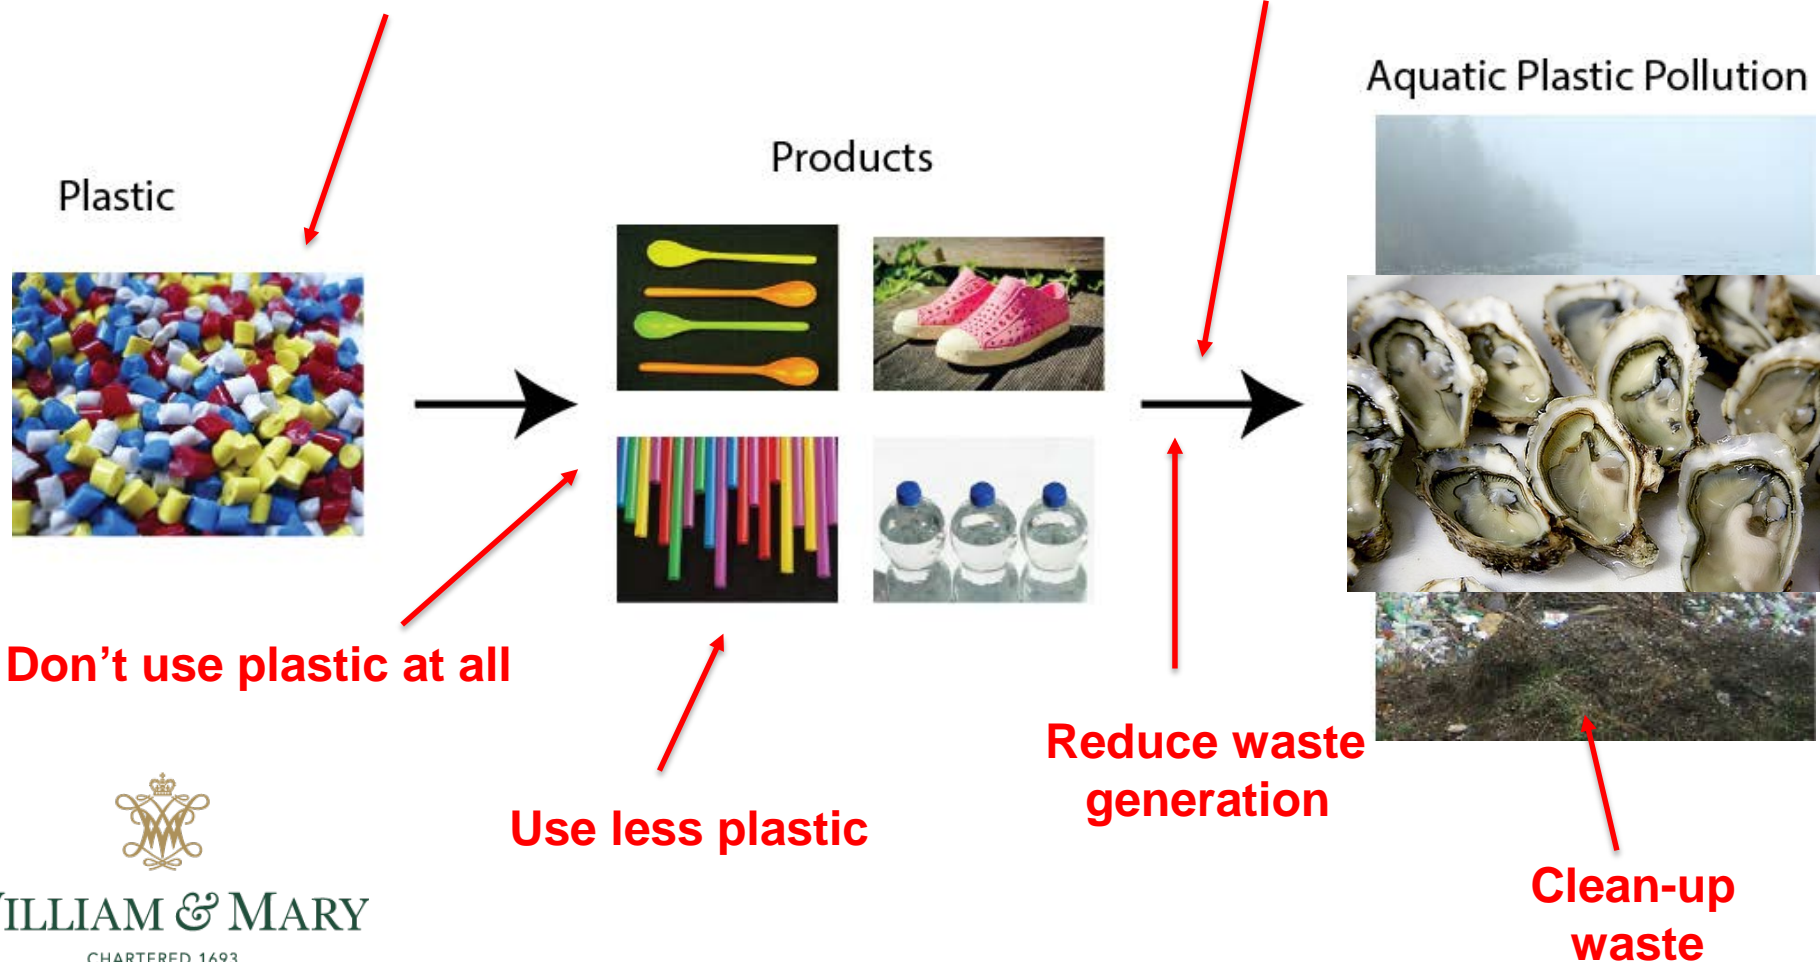 Aquatic Plastic Pollution
Products
Plastic
Don't use plastic at all
Reduce waste
generation
Use less plastic
Clean-up
waste
WILLIAM & MARY
CHARTERED 1693